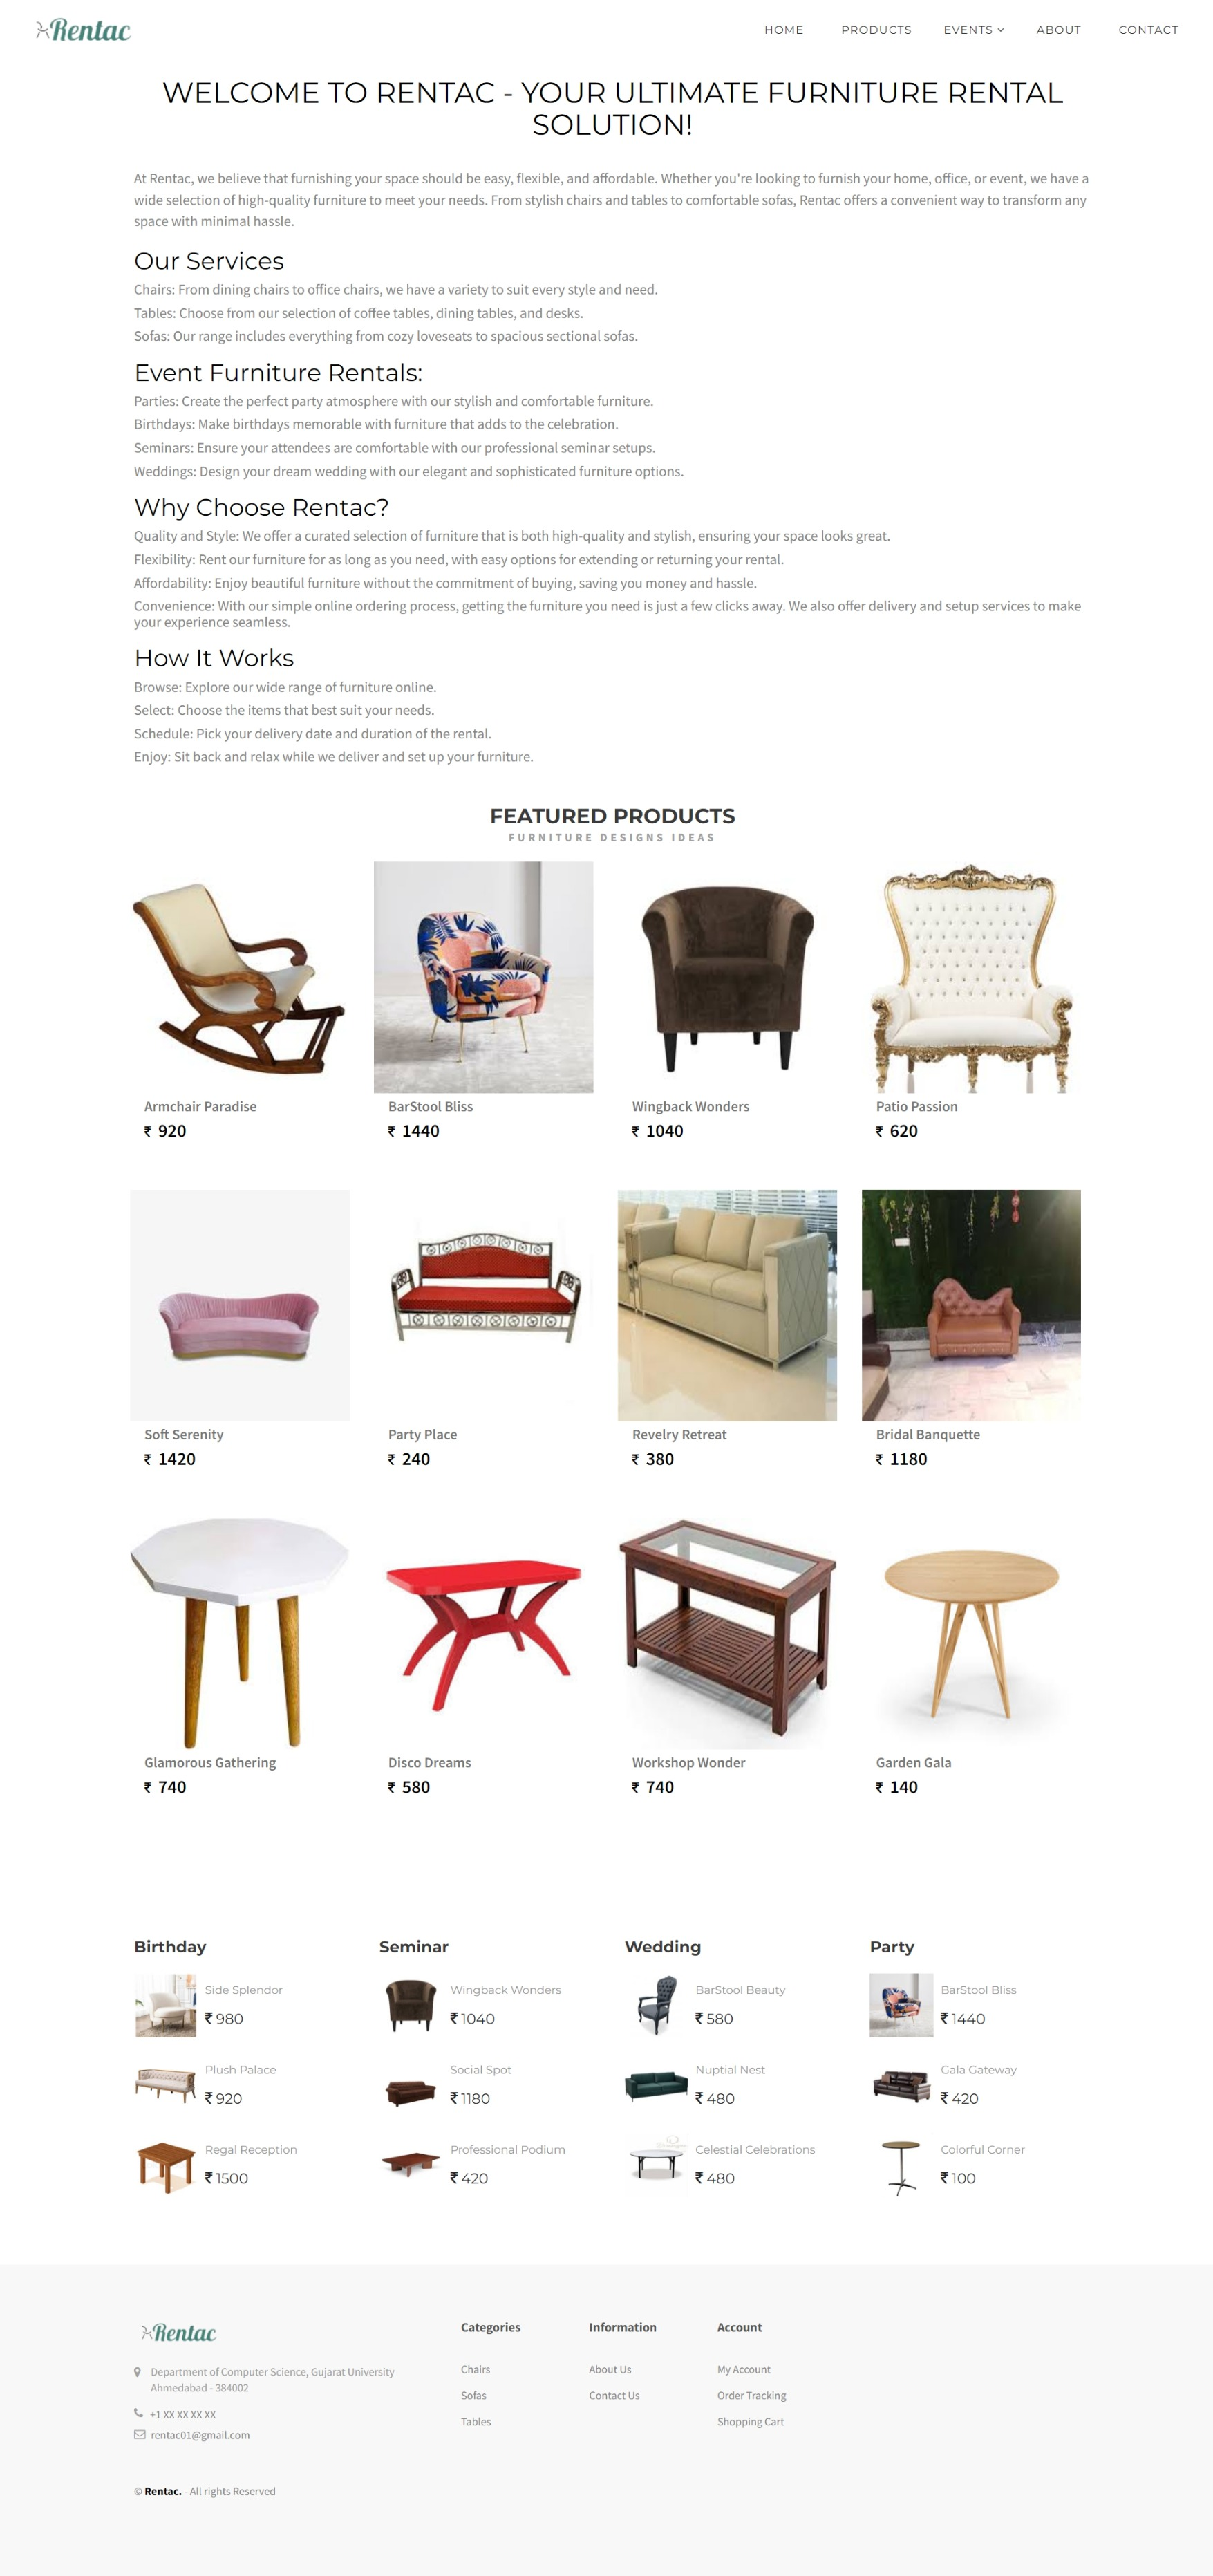 Rentac
HOME PRODUCTS EVENTS ABOUT CONTACT
WELCOME TO RENTAC - YOUR ULTIMATE FURNITURE RENTAL
SOLUTION!
At Rentac, we believe that furnishing your space should be easy, flexible, and affordable. Whether you're looking to furnish your home, office, or event, we have a
wide selection of high-quality furniture to meet your needs. From stylish chairs and tables to comfortable sofas, Rentac offers a convenient way to transform any
space with minimal hassle.
Our Services
Chairs: From dining chairs to office chairs, we have a variety to suit every style and need.
Tables: Choose from our selection of coffee tables, dining tables, and desks.
Sofas: Our range includes everything from cozy loveseats to spacious sectional sofas.
Event Furniture Rentals:
Parties: Create the perfect party atmosphere with our stylish and comfortable furniture.
Birthdays: Make birthdays memorable with furniture that adds to the celebration.
Seminars: Ensure your attendees are comfortable with our professional seminar setups.
Weddings: Design your dream wedding with our elegant and sophisticated furniture options.
Why Choose Rentac?
Quality and Style: We offer a curated selection of furniture that is both high-quality and stylish, ensuring your space looks great.
Flexibility: Rent our furniture for as long as you need, with easy options for extending or returning your rental.
Affordability: Enjoy beautiful furniture without the commitment of buying, saving you money and hassle.
Convenience: With our simple online ordering process, getting the furniture you need is just a few clicks away. We also offer delivery and setup services to make
your experience seamless.
How It Works
Browse: Explore our wide range of furniture online.
Select: Choose the items that best suit your needs.
Schedule: Pick your delivery date and duration of the rental.
Enjoy: Sit back and relax while we deliver and set up your furniture.
FEATURED PRODUCTS
FURNITURE DESIGNS IDEAS
Armchair Paradise BarStool Bliss Wingback Wonders Patio Passion
₹ 920 ₹ 1440 ₹ 1040 ₹ 620
Soft Serenity Party Place Revelry Retreat Bridal Banquette
₹ 1420 ₹ 240 ₹ 380 ₹ 1180
Glamorous Gathering Disco Dreams Workshop Wonder Garden Gala
₹ 740 ₹ 580 ₹ 740 ₹ 140
Birthday Seminar Wedding Party
Side Splendor Wingback Wonders BarStool Beauty BarStool Bliss
₹ 980 ₹ 1040 ₹ 580 ₹ 1440
Plush Palace Social Spot Nuptial Nest Gala Gateway
₹ 920 ₹ 1180 ₹ 480 ₹ 420
Regal Reception Professional Podium Celestial Celebrations Colorful Corner
₹ 1500 ₹ 420 ₹ 480 ₹ 100
Rentac
Department of Computer Science, Gujarat University
Ahmedabad - 384002
+1 XX XX XX XX
rentac01@gmail.com
Categories
Chairs
Sofas
Tables
Information
About Us
Contact Us
Account
My Account
Order Tracking
Shopping Cart
© Rentac. - All rights Reserved